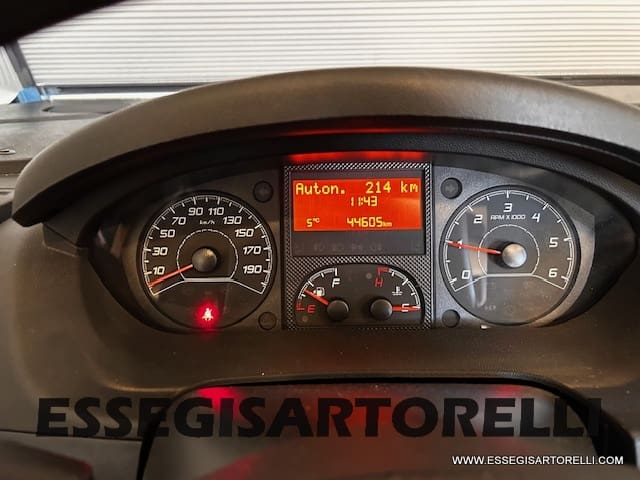 Auton. 214 km
11:43
5°C 44605km
10 30 50 70 90 110 130 150 170 190
km/h
0 1 2 3 4 5 6
RPM X 1000
F
E
H
C
ESSEGISARTORELLI
WWW.ESSEGISARTORELLI.COM